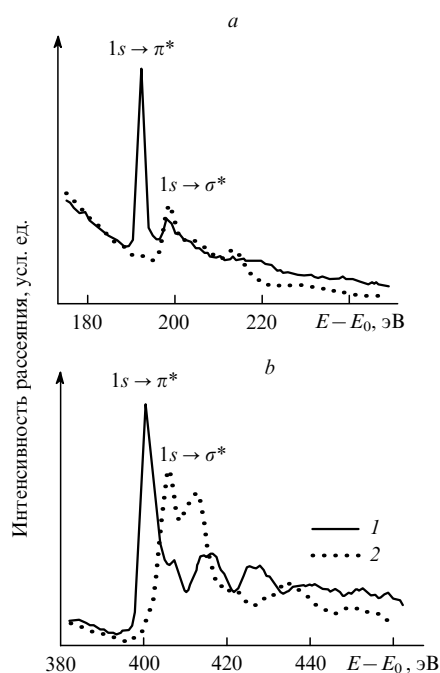 a
1s → π*
1s → σ*
180 200 220 E − E₀, эВ
b
1s → π*
1s → σ*
1
2
380 400 420 440 E − E₀, эВ
Интенсивность рассеяния, усл. ед.